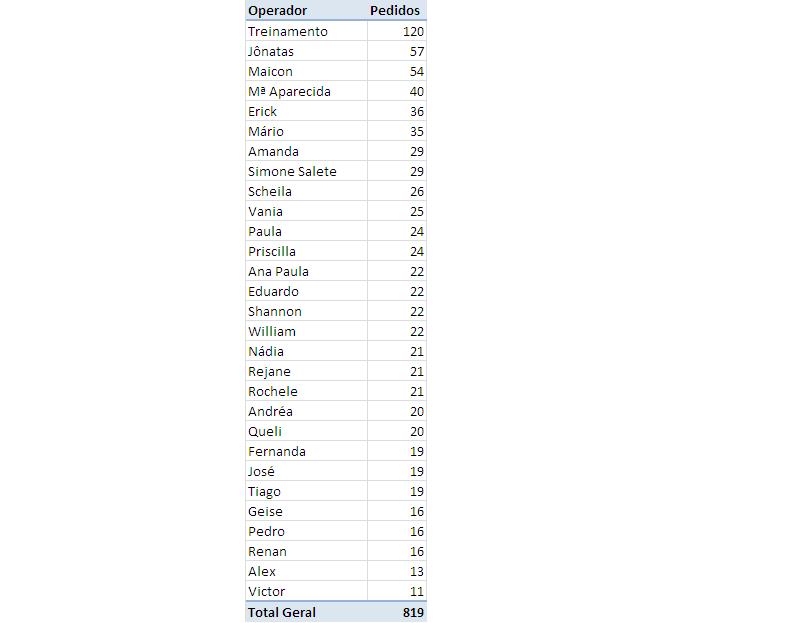 Operador Pedidos
Treinamento 120
Jônatas 57
Maicon 54
Mª Aparecida 40
Erick 36
Mário 35
Amanda 29
Simone Salete 29
Scheila 26
Vania 25
Paula 24
Priscilla 24
Ana Paula 22
Eduardo 22
Shannon 22
William 22
Nádia 21
Rejane 21
Rochele 21
Andréa 20
Queli 20
Fernanda 19
José 19
Tiago 19
Geise 16
Pedro 16
Renan 16
Alex 13
Victor 11
Total Geral 819